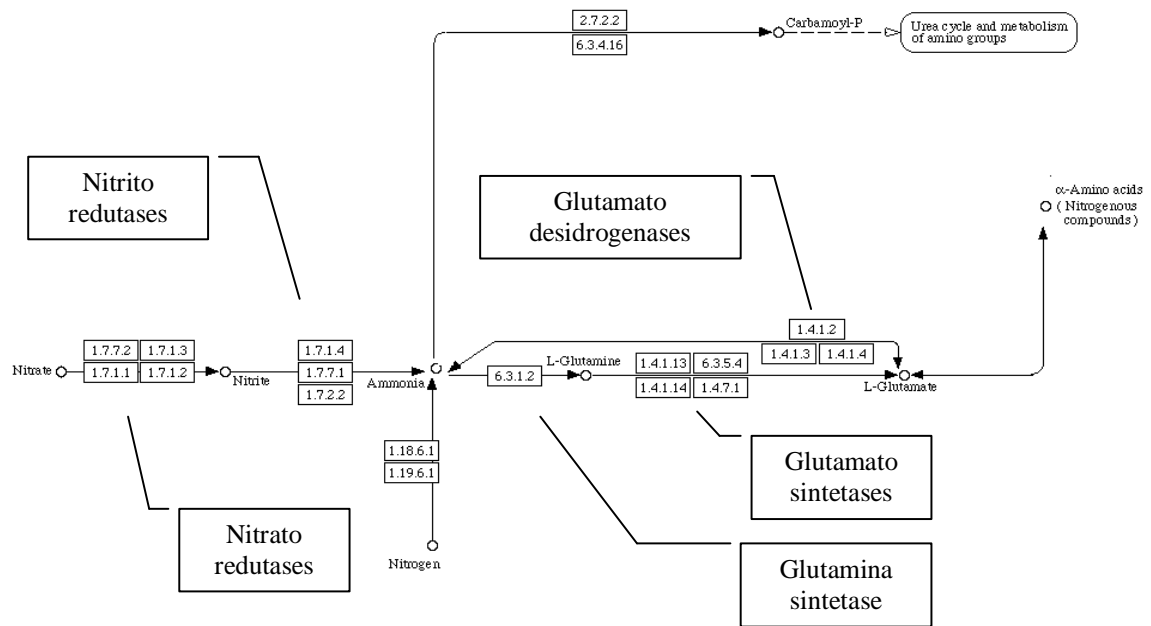 2.7.2.2
6.3.4.16
Carbamoyl-P
Urea cycle and metabolism
of amino groups
Nitrito
redutases
Glutamato
desidrogenases
α-Amino acids
( Nitrogenous
compounds )
1.4.1.2
1.4.1.3 1.4.1.4
1.7.7.2 1.7.1.3
1.7.1.1 1.7.1.2
Nitrate
Nitrite
1.7.1.4
1.7.7.1
1.7.2.2
Ammonia
6.3.1.2
L-Glutamine
1.4.1.13 6.3.5.4
1.4.1.14 1.4.7.1
L-Glutamate
1.18.6.1
1.19.6.1
Nitrogen
Nitrato
redutases
Glutamato
sintetases
Glutamina
sintetase